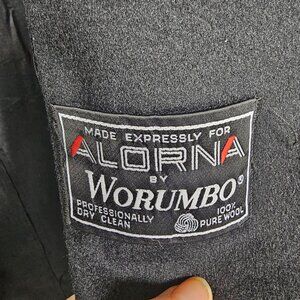 MADE EXPRESSLY FOR
ALORNA
BY
WORUMBO®
PROFESSIONALLY
DRY CLEAN
100%
PURE WOOL